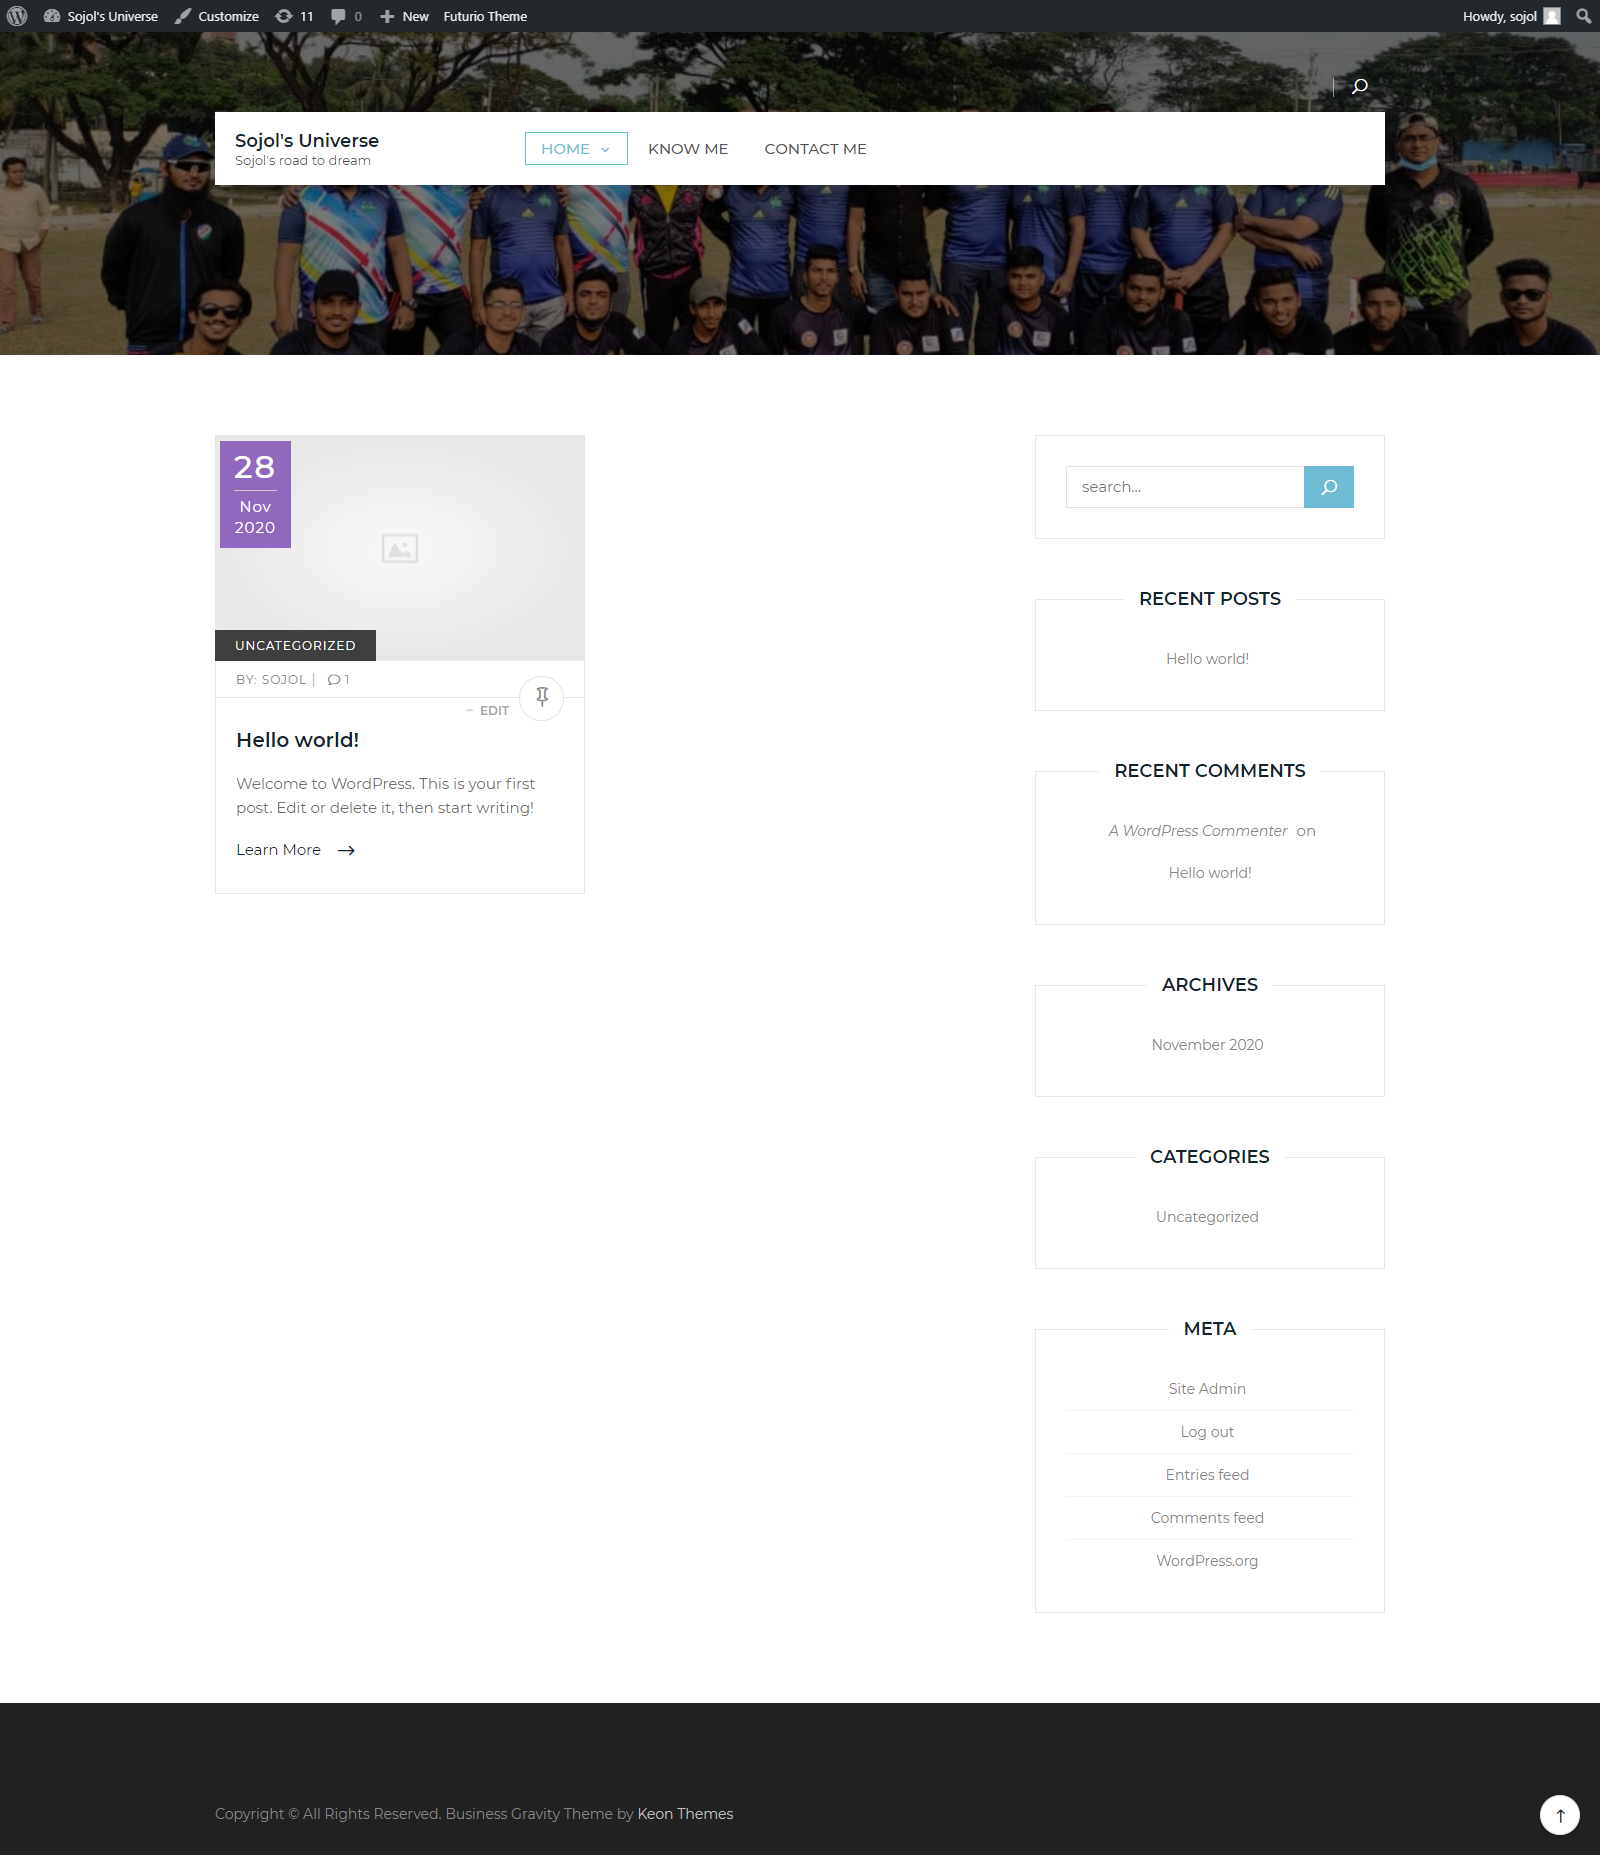 Sojol's Universe Customize 11 0 New Futurio Theme Howdy, sojol
Sojol's Universe
Sojol's road to dream
HOME KNOW ME CONTACT ME
28
Nov
2020
UNCATEGORIZED
BY: SOJOL | 1
– EDIT
Hello world!
Welcome to WordPress. This is your first
post. Edit or delete it, then start writing!
Learn More
search...
RECENT POSTS
Hello world!
RECENT COMMENTS
A WordPress Commenter on
Hello world!
ARCHIVES
November 2020
CATEGORIES
Uncategorized
META
Site Admin
Log out
Entries feed
Comments feed
WordPress.org
Copyright © All Rights Reserved. Business Gravity Theme by Keon Themes